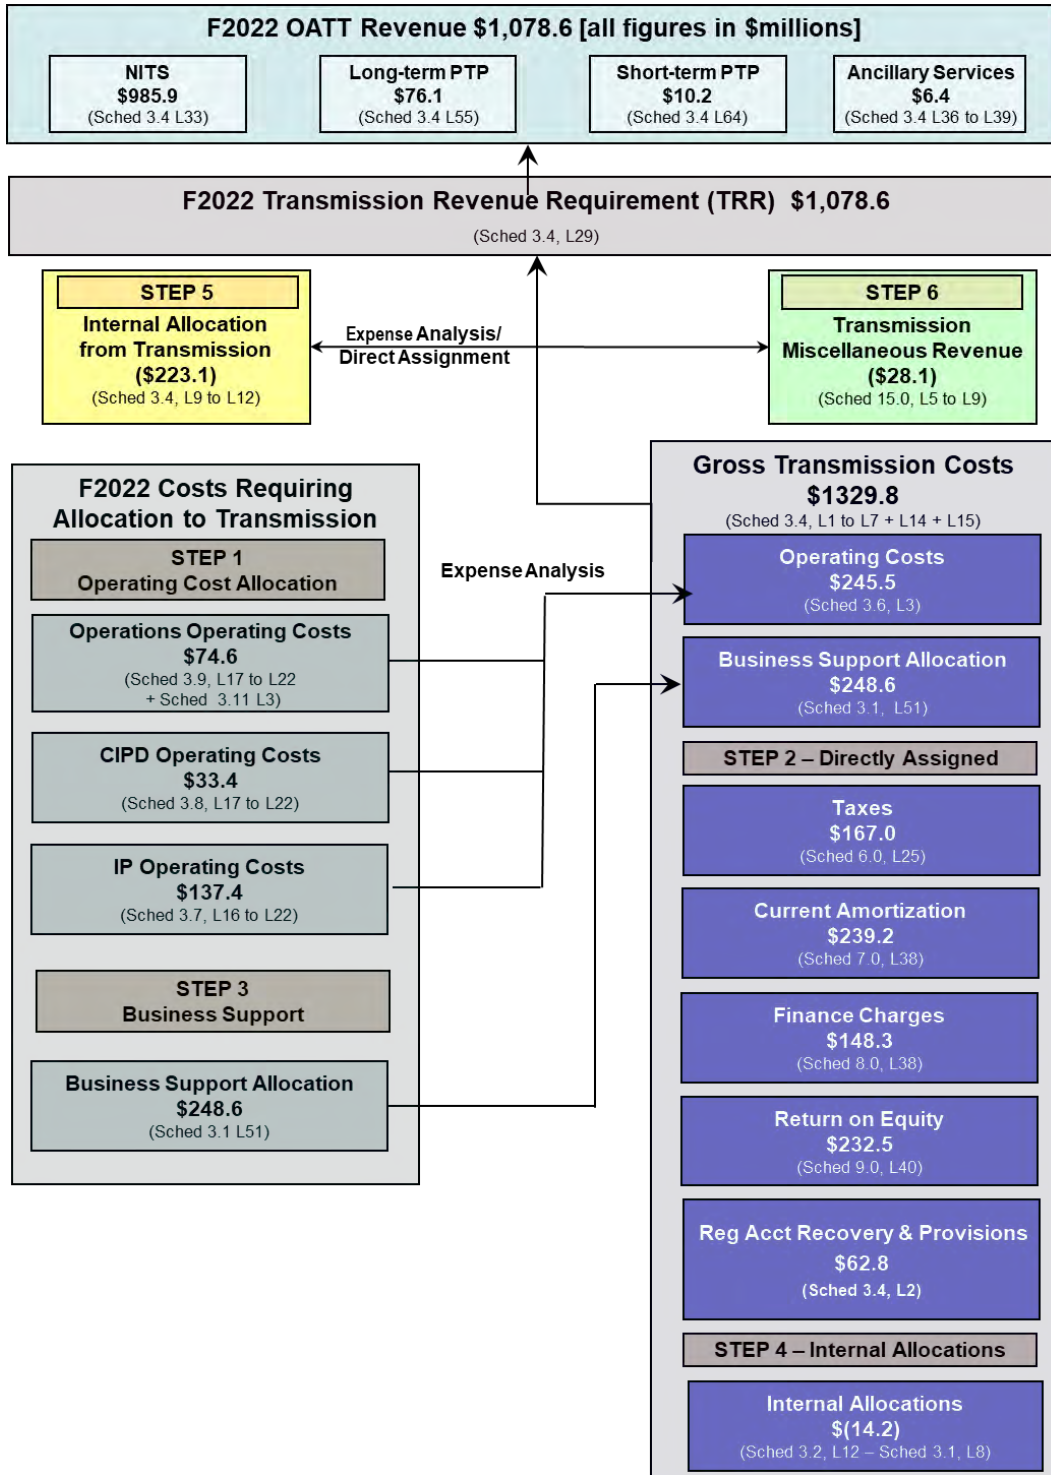 F2022 OATT Revenue $1,078.6 [all figures in $millions]
NITS
$985.9
(Sched 3.4 L33)
Long-term PTP
$76.1
(Sched 3.4 L55)
Short-term PTP
$10.2
(Sched 3.4 L64)
Ancillary Services
$6.4
(Sched 3.4 L36 to L39)
F2022 Transmission Revenue Requirement (TRR) $1,078.6
(Sched 3.4, L29)
STEP 5
Internal Allocation
from Transmission
($223.1)
(Sched 3.4, L9 to L12)
Expense Analysis/
Direct Assignment
STEP 6
Transmission
Miscellaneous Revenue
($28.1)
(Sched 15.0, L5 to L9)
F2022 Costs Requiring
Allocation to Transmission
STEP 1
Operating Cost Allocation
Operations Operating Costs
$74.6
(Sched 3.9, L17 to L22
+ Sched 3.11 L3)
CIPD Operating Costs
$33.4
(Sched 3.8, L17 to L22)
IP Operating Costs
$137.4
(Sched 3.7, L16 to L22)
STEP 3
Business Support
Business Support Allocation
$248.6
(Sched 3.1 L51)
Expense Analysis
Gross Transmission Costs
$1329.8
(Sched 3.4, L1 to L7 + L14 + L15)
Operating Costs
$245.5
(Sched 3.6, L3)
Business Support Allocation
$248.6
(Sched 3.1, L51)
STEP 2 – Directly Assigned
Taxes
$167.0
(Sched 6.0, L25)
Current Amortization
$239.2
(Sched 7.0, L38)
Finance Charges
$148.3
(Sched 8.0, L38)
Return on Equity
$232.5
(Sched 9.0, L40)
Reg Acct Recovery & Provisions
$62.8
(Sched 3.4, L2)
STEP 4 – Internal Allocations
Internal Allocations
$(14.2)
(Sched 3.2, L12 – Sched 3.1, L8)